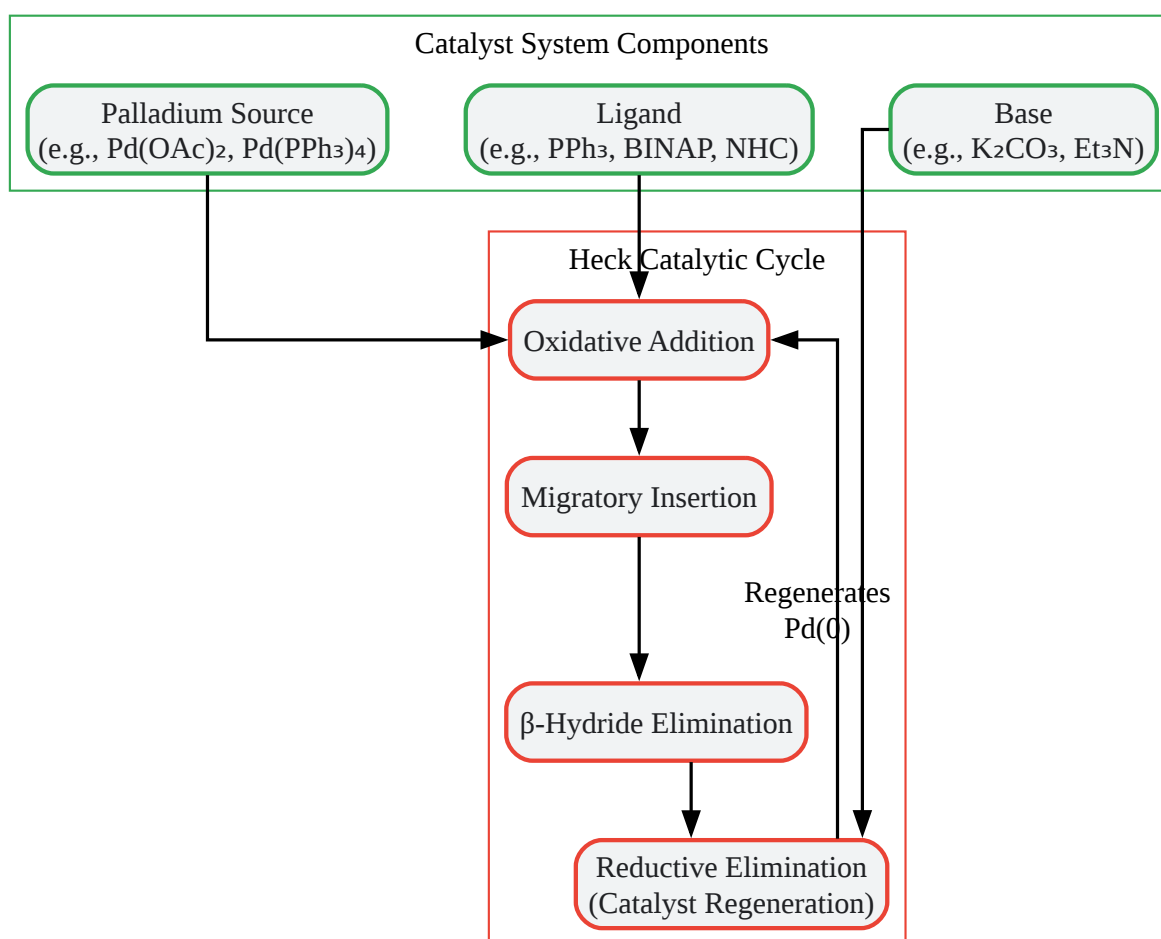 Catalyst System Components
Palladium Source
(e.g., Pd(OAc)₂, Pd(PPh₃)₄)
Ligand
(e.g., PPh₃, BINAP, NHC)
Base
(e.g., K₂CO₃, Et₃N)
Heck Catalytic Cycle
Oxidative Addition
Migratory Insertion
Regenerates
Pd(0)
β-Hydride Elimination
Reductive Elimination
(Catalyst Regeneration)